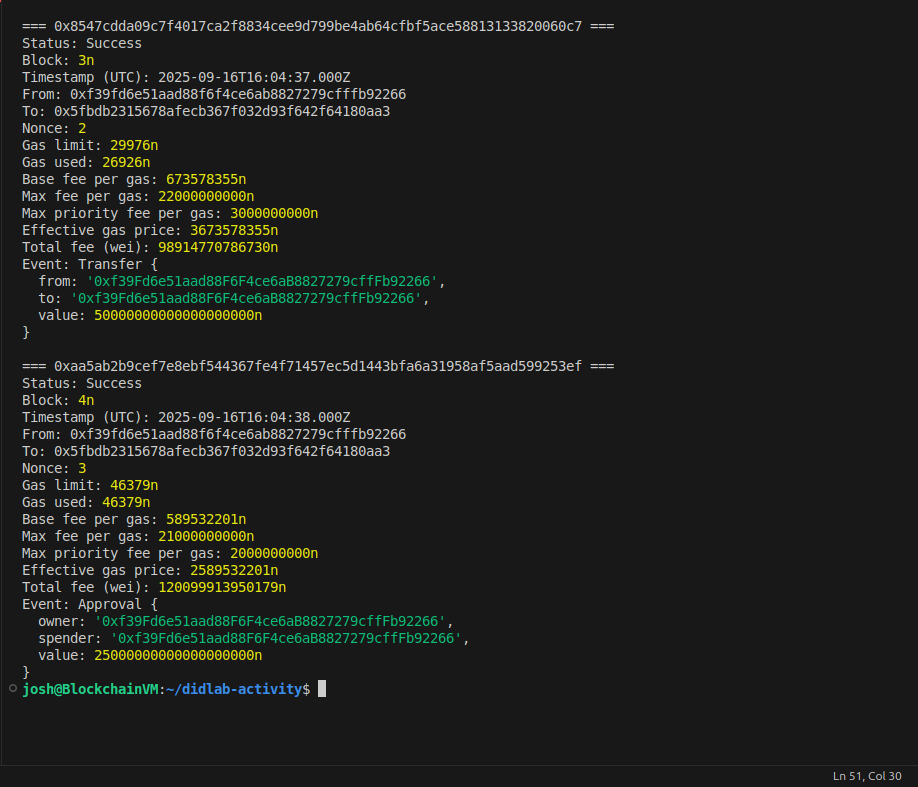 === 0x8547cdda09c7f4017ca2f8834cee9d799be4ab64cfbf5ace58813133820060c7 ===
Status: Success
Block: 3n
Timestamp (UTC): 2025-09-16T16:04:37.000Z
From: 0xf39fd6e51aad88f6f4ce6ab8827279cfffb92266
To: 0x5fbdb2315678afecb367f032d93f642f64180aa3
Nonce: 2
Gas limit: 29976n
Gas used: 26926n
Base fee per gas: 673578355n
Max fee per gas: 22000000000n
Max priority fee per gas: 3000000000n
Effective gas price: 3673578355n
Total fee (wei): 98914770786730n
Event: Transfer {
  from: '0xf39Fd6e51aad88F6F4ce6aB8827279cffFb92266',
  to: '0xf39Fd6e51aad88F6F4ce6aB8827279cffFb92266',
  value: 50000000000000000000n
}
=== 0xaa5ab2b9cef7e8ebf544367fe4f71457ec5d1443bfa6a31958af5aad599253ef ===
Status: Success
Block: 4n
Timestamp (UTC): 2025-09-16T16:04:38.000Z
From: 0xf39fd6e51aad88f6f4ce6ab8827279cfffb92266
To: 0x5fbdb2315678afecb367f032d93f642f64180aa3
Nonce: 3
Gas limit: 46379n
Gas used: 46379n
Base fee per gas: 589532201n
Max fee per gas: 21000000000n
Max priority fee per gas: 2000000000n
Effective gas price: 2589532201n
Total fee (wei): 120099913950179n
Event: Approval {
  owner: '0xf39Fd6e51aad88F6F4ce6aB8827279cffFb92266',
  spender: '0xf39Fd6e51aad88F6F4ce6aB8827279cffFb92266',
  value: 25000000000000000000n
}
josh@BlockchainVM:~/didlab-activity$
Ln 51, Col 30